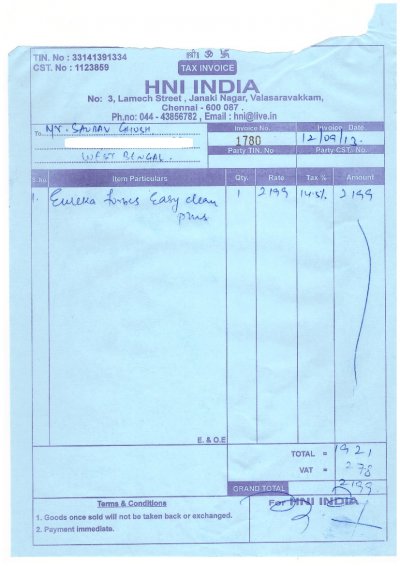 TIN. No : 33141391334
CST. No : 1123859
TAX INVOICE
HNI INDIA
No: 3, Lamech Street , Janaki Nagar, Valasaravakkam,
Chennai - 600 087 .
Ph.no: 044 - 43856782 , Email : hni@live.in
To Mr. SAURAV GHOSH
WEST BENGAL.
Invoice No. Invoice Date
1780 12/09/12.
Party TIN. No Party CST. No.
S.no. Item Particulars Qty. Rate Tax % Amount
1. Eureka forbes Easy clean 1 2199 14.5% 2199
plus
E. & O.E
TOTAL = 1921
VAT = 278
GRAND TOTAL 2199
Terms & Conditions
For HNI INDIA
1. Goods once sold will not be taken back or exchanged.
2. Payment immediate.